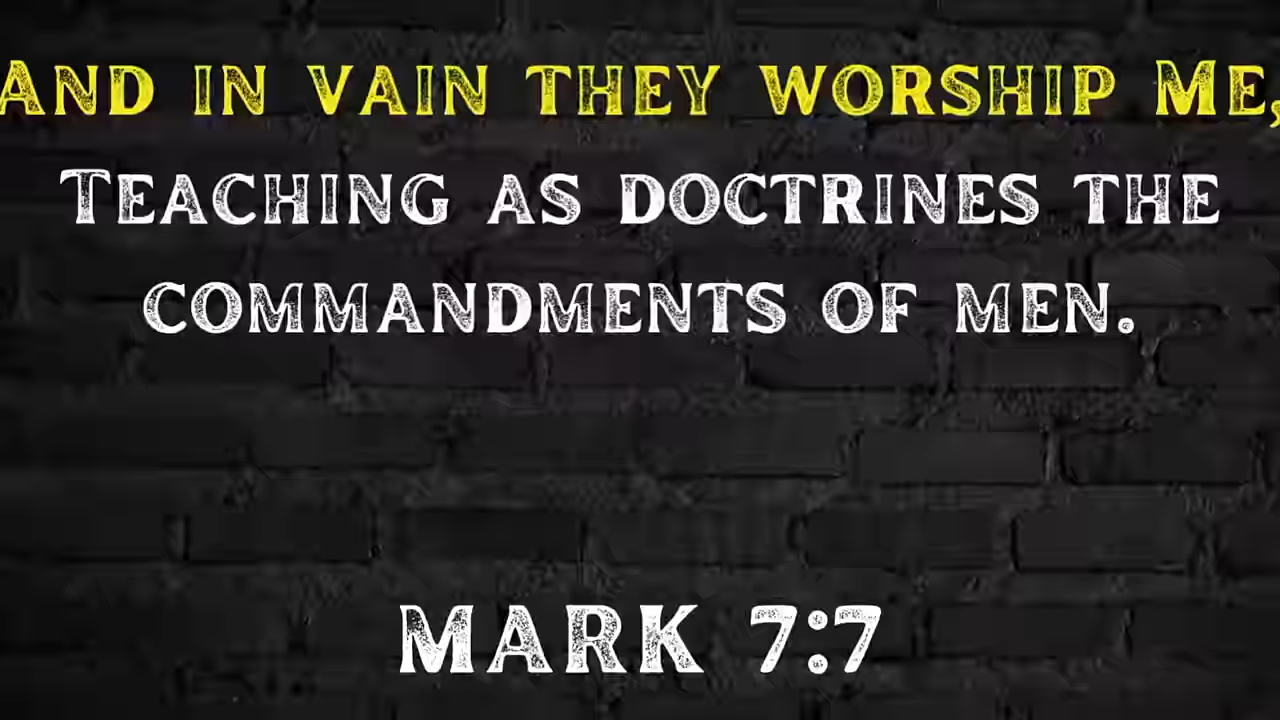 And in vain they worship Me,
Teaching as doctrines the
commandments of men.
Mark 7:7